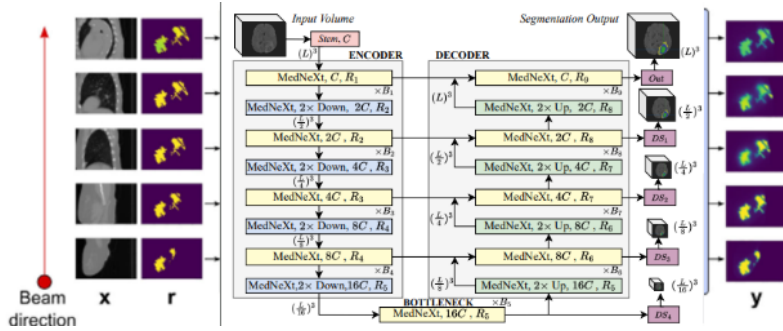 Input Volume
Segmentation Output
Stem, C
(L)³
(L)³
ENCODER
DECODER
MedNeXt, C, R₁
MedNeXt, C, R₉
Out
×B₁
×B₉
(L)³
(L/2)³
MedNeXt, 2× Down, 2C, R₂
MedNeXt, 2× Up, 2C, R₈
(L/2)³
MedNeXt, 2C, R₂
MedNeXt, 2C, R₈
DS₁
×B₂
×B₈
(L/2)³
(L/4)³
MedNeXt, 2× Down, 4C, R₃
MedNeXt, 2× Up, 4C, R₇
(L/4)³
MedNeXt, 4C, R₃
MedNeXt, 4C, R₇
DS₂
×B₃
×B₇
(L/4)³
(L/8)³
MedNeXt, 2× Down, 8C, R₄
MedNeXt, 2× Up, 8C, R₆
(L/8)³
MedNeXt, 8C, R₄
MedNeXt, 8C, R₆
DS₃
×B₄
×B₆
(L/8)³
(L/16)³
MedNeXt, 2× Down,16C, R₅
MedNeXt, 2× Up, 16C, R₅
(L/16)³
BOTTLENECK
×B₅
MedNeXt, 16C, R₅
DS₄
Beam
direction
x
r
y